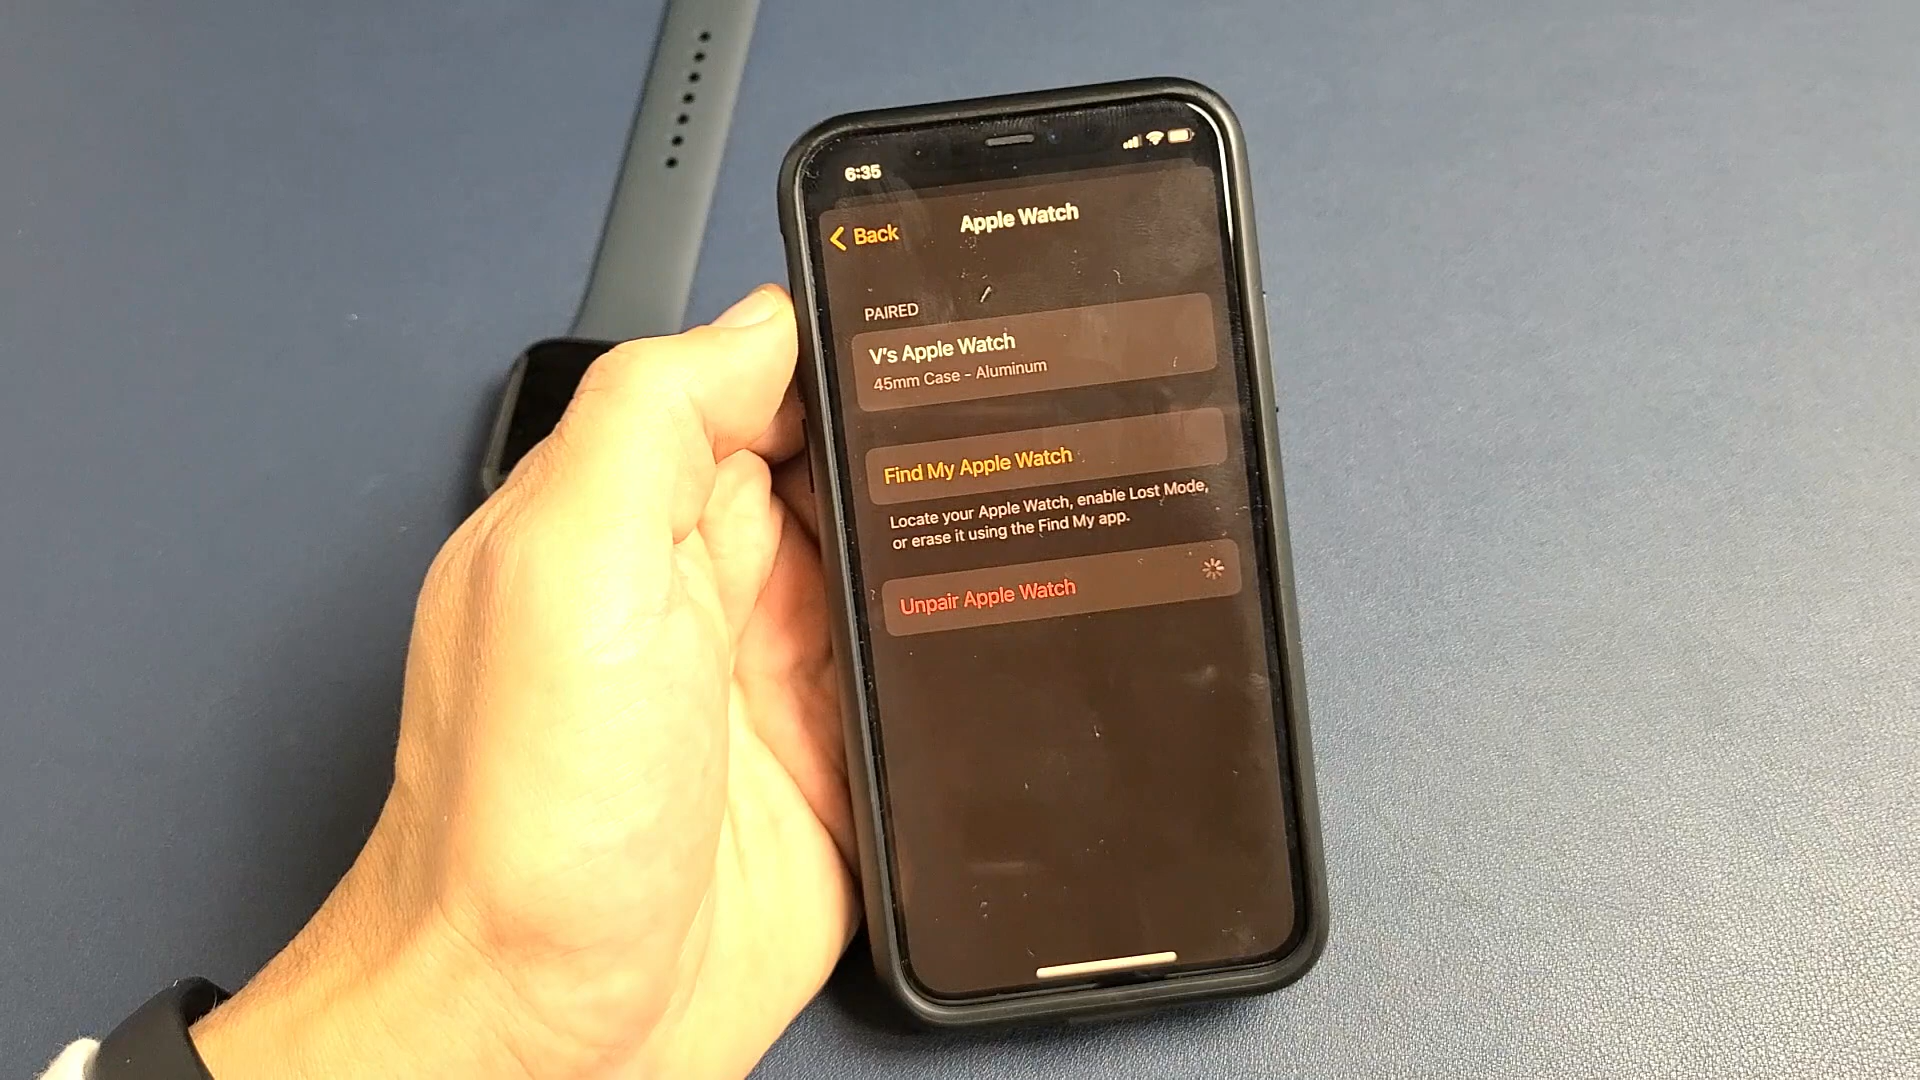 6:35
Back
Apple Watch
PAIRED
V's Apple Watch
45mm Case - Aluminum
Find My Apple Watch
Locate your Apple Watch, enable Lost Mode,
or erase it using the Find My app.
Unpair Apple Watch